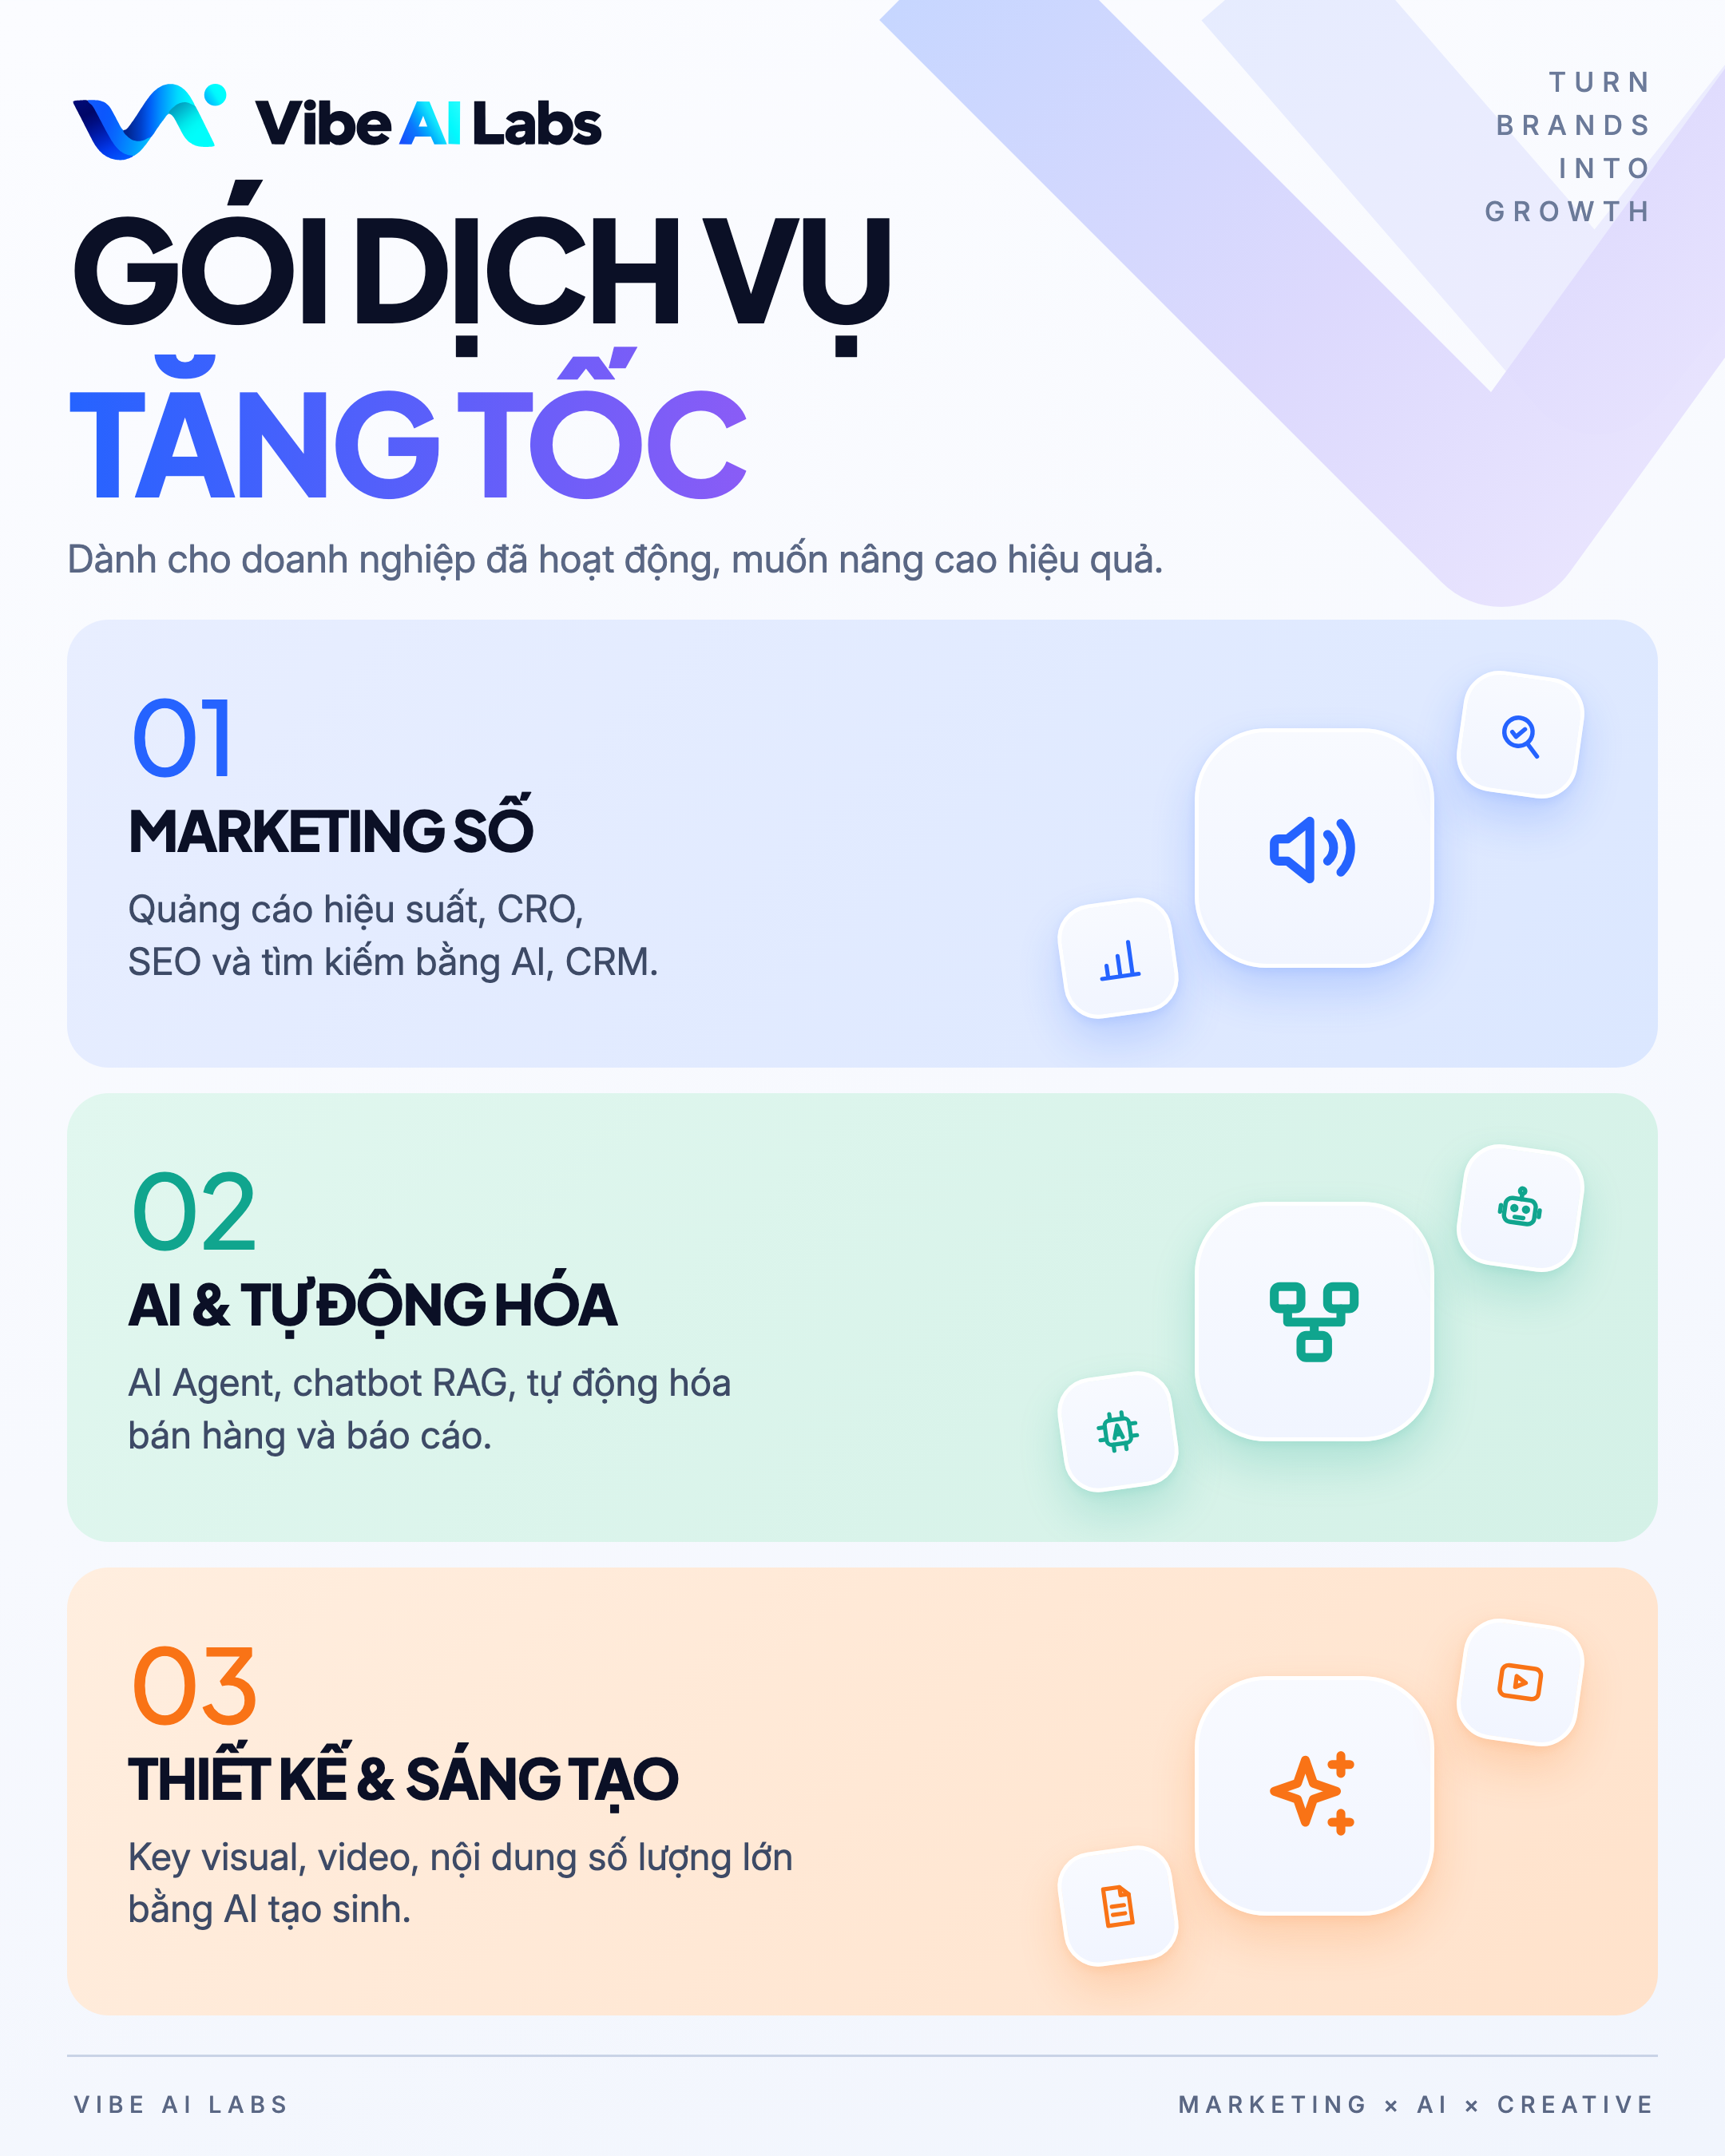 Vibe AI Labs
TURN
BRANDS
INTO
GROWTH
GÓI DỊCH VỤ
TĂNG TỐC
Dành cho doanh nghiệp đã hoạt động, muốn nâng cao hiệu quả.
01
MARKETING SỐ
Quảng cáo hiệu suất, CRO,
SEO và tìm kiếm bằng AI, CRM.
02
AI & TỰ ĐỘNG HÓA
AI Agent, chatbot RAG, tự động hóa
bán hàng và báo cáo.
03
THIẾT KẾ & SÁNG TẠO
Key visual, video, nội dung số lượng lớn
bằng AI tạo sinh.
VIBE AI LABS
MARKETING × AI × CREATIVE